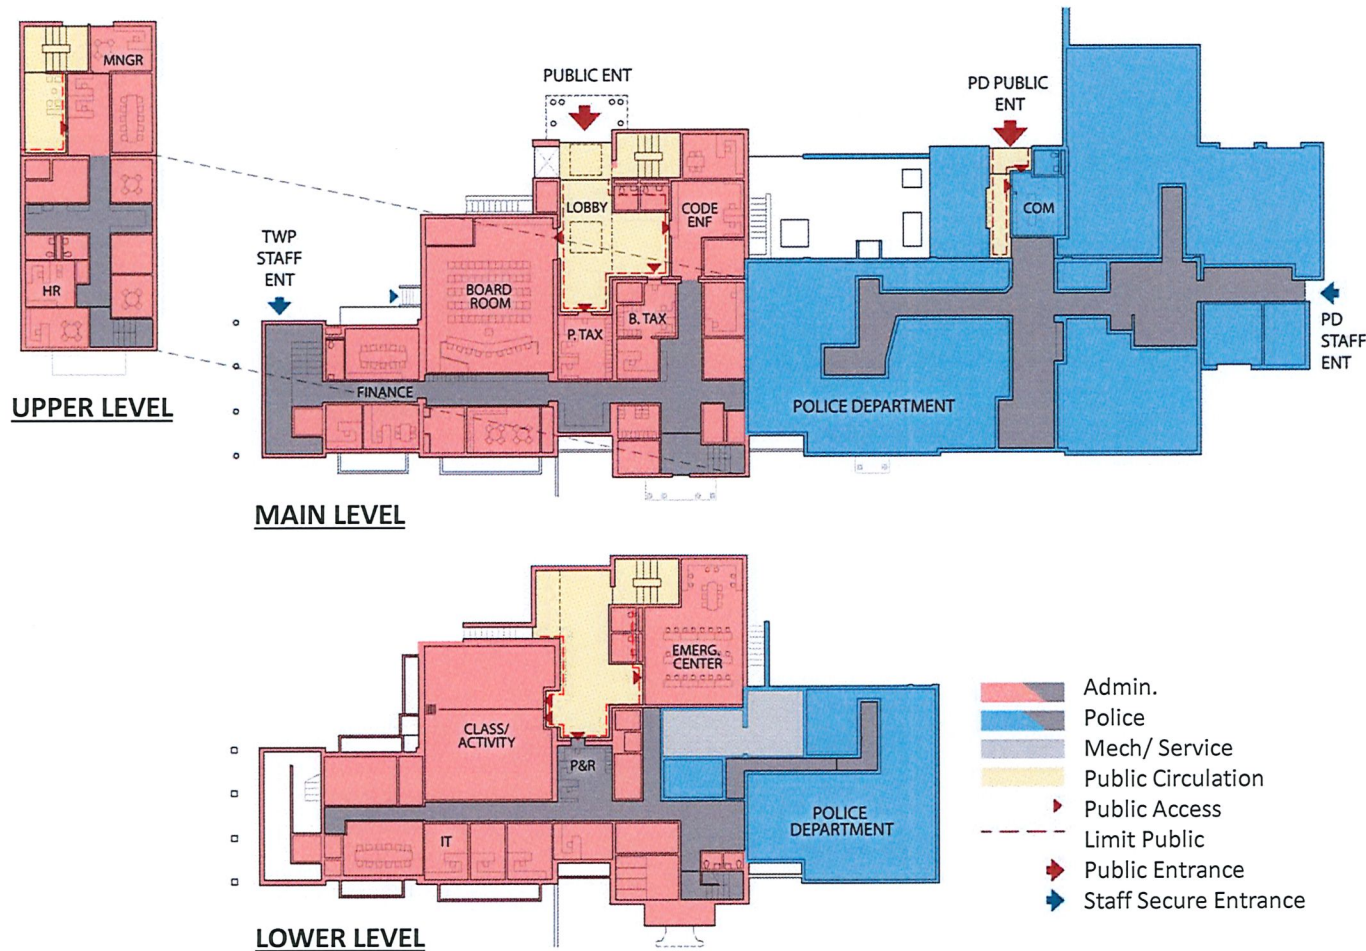 MNGR
HR
UPPER LEVEL
PUBLIC ENT
PD PUBLIC
ENT
LOBBY
CODE
ENF
COM
TWP
STAFF
ENT
BOARD
ROOM
P. TAX
B. TAX
FINANCE
POLICE DEPARTMENT
PD
STAFF
ENT
MAIN LEVEL
EMERG.
CENTER
CLASS/
ACTIVITY
P&R
IT
POLICE
DEPARTMENT
LOWER LEVEL
Admin.
Police
Mech/ Service
Public Circulation
Public Access
Limit Public
Public Entrance
Staff Secure Entrance